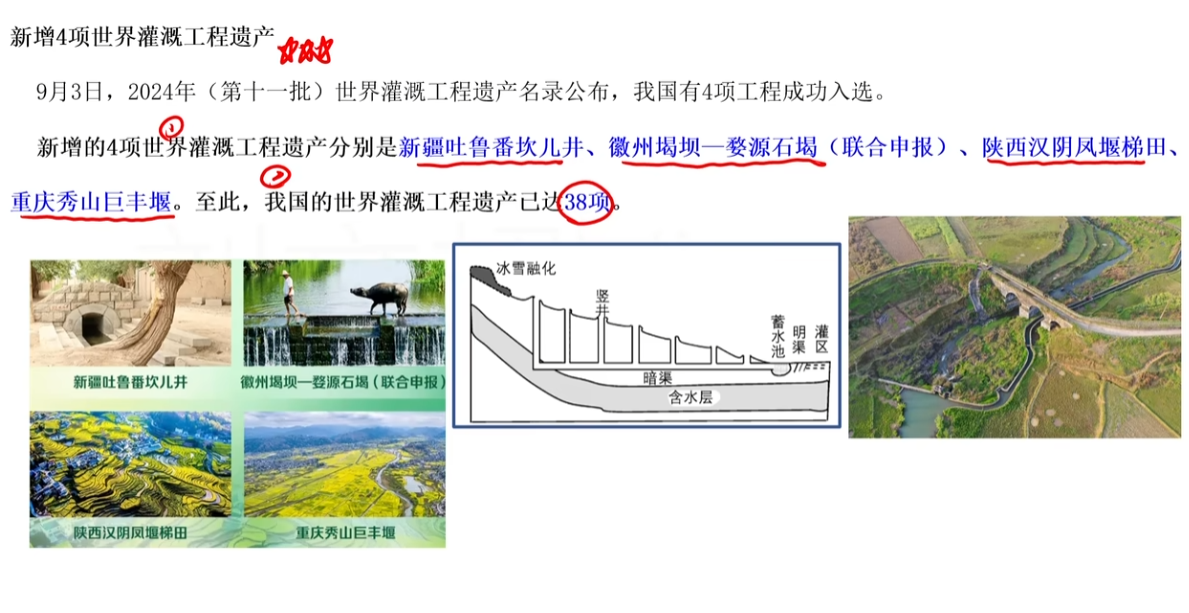 新增4项世界灌溉工程遗产
9月3日，2024年（第十一批）世界灌溉工程遗产名录公布，我国有4项工程成功入选。
新增的4项世界灌溉工程遗产分别是新疆吐鲁番坎儿井、徽州堨坝—婺源石堨（联合申报）、陕西汉阴凤堰梯田、
重庆秀山巨丰堰。至此，我国的世界灌溉工程遗产已达38项。
冰雪融化
竖井
蓄水池
明渠
灌区
暗渠
含水层
新疆吐鲁番坎儿井
徽州堨坝—婺源石堨（联合申报）
陕西汉阴凤堰梯田
重庆秀山巨丰堰